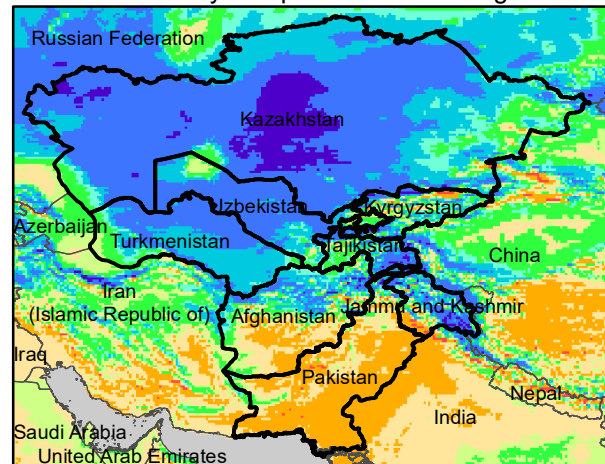 Russian Federation
Kazakhstan
Azerbaijan
Uzbekistan
Kyrgyzstan
Turkmenistan
Tajikistan
China
Iran
(Islamic Republic of)
Afghanistan
Jammu and Kashmir
Iraq
Pakistan
Nepal
India
Saudi Arabia
United Arab Emirates